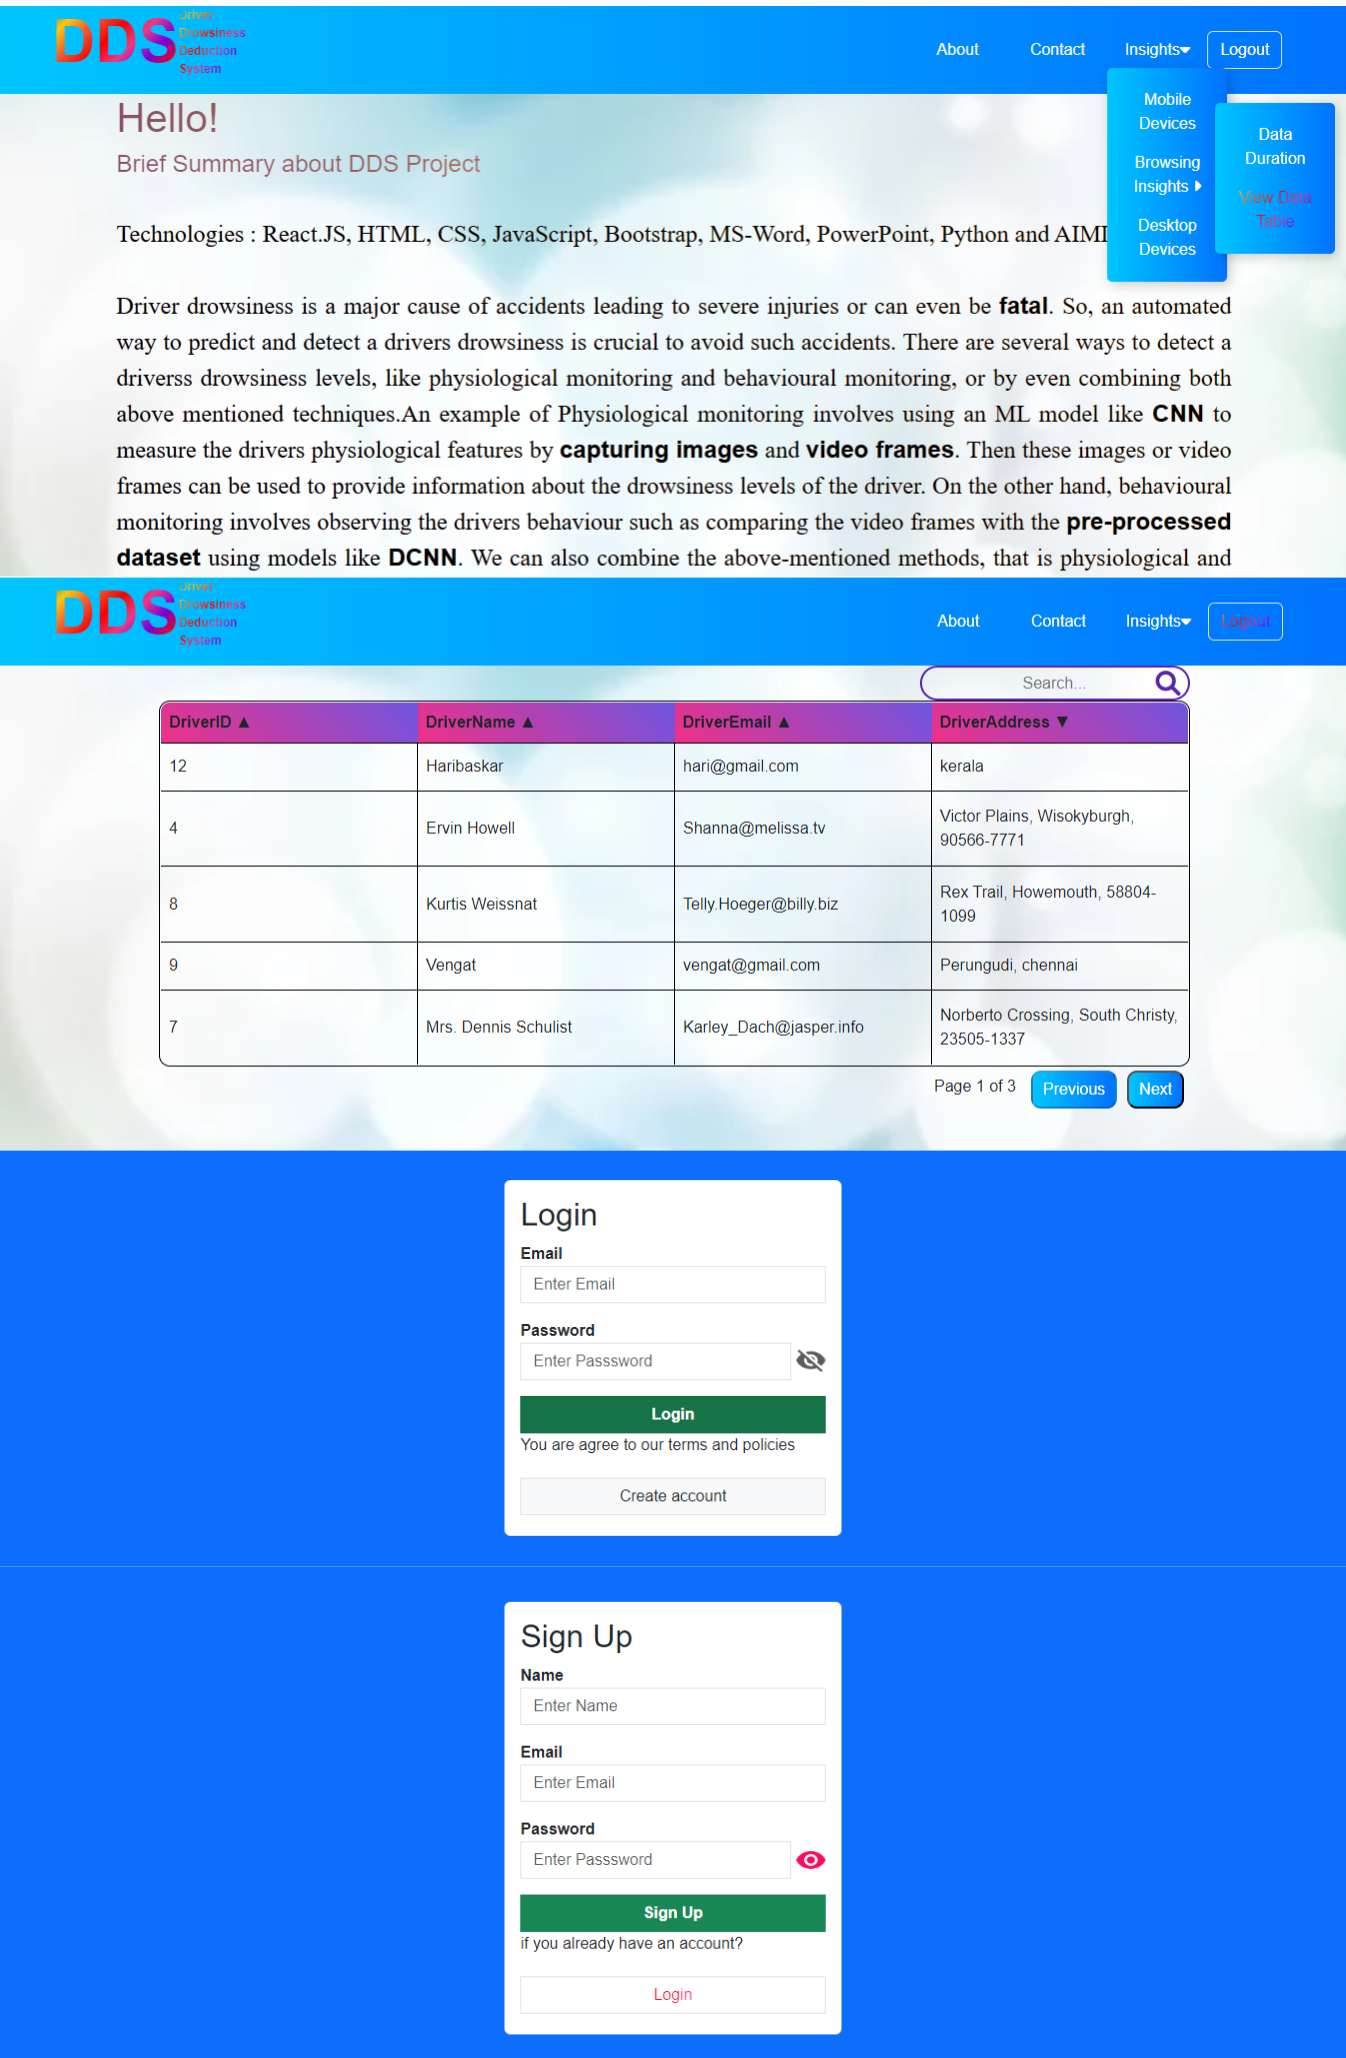 DDS
Driver
Drowsiness
Deduction
System
About Contact Insights Logout
Mobile
Devices
Browsing
Insights
Desktop
Devices
Data
Duration
View Data
Table
Hello!
Brief Summary about DDS Project
Technologies : React.JS, HTML, CSS, JavaScript, Bootstrap, MS-Word, PowerPoint, Python and
Driver drowsiness is a major cause of accidents leading to severe injuries or can even be fatal. So, an automated
way to predict and detect a drivers drowsiness is crucial to avoid such accidents. There are several ways to detect a
driverss drowsiness levels, like physiological monitoring and behavioural monitoring, or by even combining both
above mentioned techniques.An example of Physiological monitoring involves using an ML model like CNN to
measure the drivers physiological features by capturing images and video frames. Then these images or video
frames can be used to provide information about the drowsiness levels of the driver. On the other hand, behavioural
monitoring involves observing the drivers behaviour such as comparing the video frames with the pre-processed
dataset using models like DCNN. We can also combine the above-mentioned methods, that is physiological and
DDS
Driver
Drowsiness
Deduction
System
About Contact Insights Logout
Search...
DriverID ▲ DriverName ▲ DriverEmail ▲ DriverAddress ▼
12 Haribaskar hari@gmail.com kerala
4 Ervin Howell Shanna@melissa.tv Victor Plains, Wisokyburgh,
90566-7771
8 Kurtis Weissnat Telly.Hoeger@billy.biz Rex Trail, Howemouth, 58804-
1099
9 Vengat vengat@gmail.com Perungudi, chennai
7 Mrs. Dennis Schulist Karley_Dach@jasper.info Norberto Crossing, South Christy,
23505-1337
Page 1 of 3 Previous Next
Login
Email
Enter Email
Password
Enter Passsword
Login
You are agree to our terms and policies
Create account
Sign Up
Name
Enter Name
Email
Enter Email
Password
Enter Passsword
Sign Up
if you already have an account?
Login